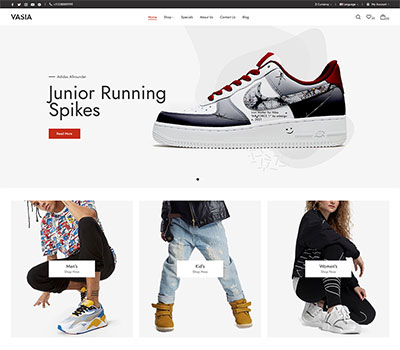 VASIA
Home
Shop
Specials
About Us
Contact Us
Blog
$ Currency
Language
My Account
Adidas Allrounder
Junior Running
Spikes
Read More
Men's
Shop Now
Kid's
Shop Now
Women's
Shop Now